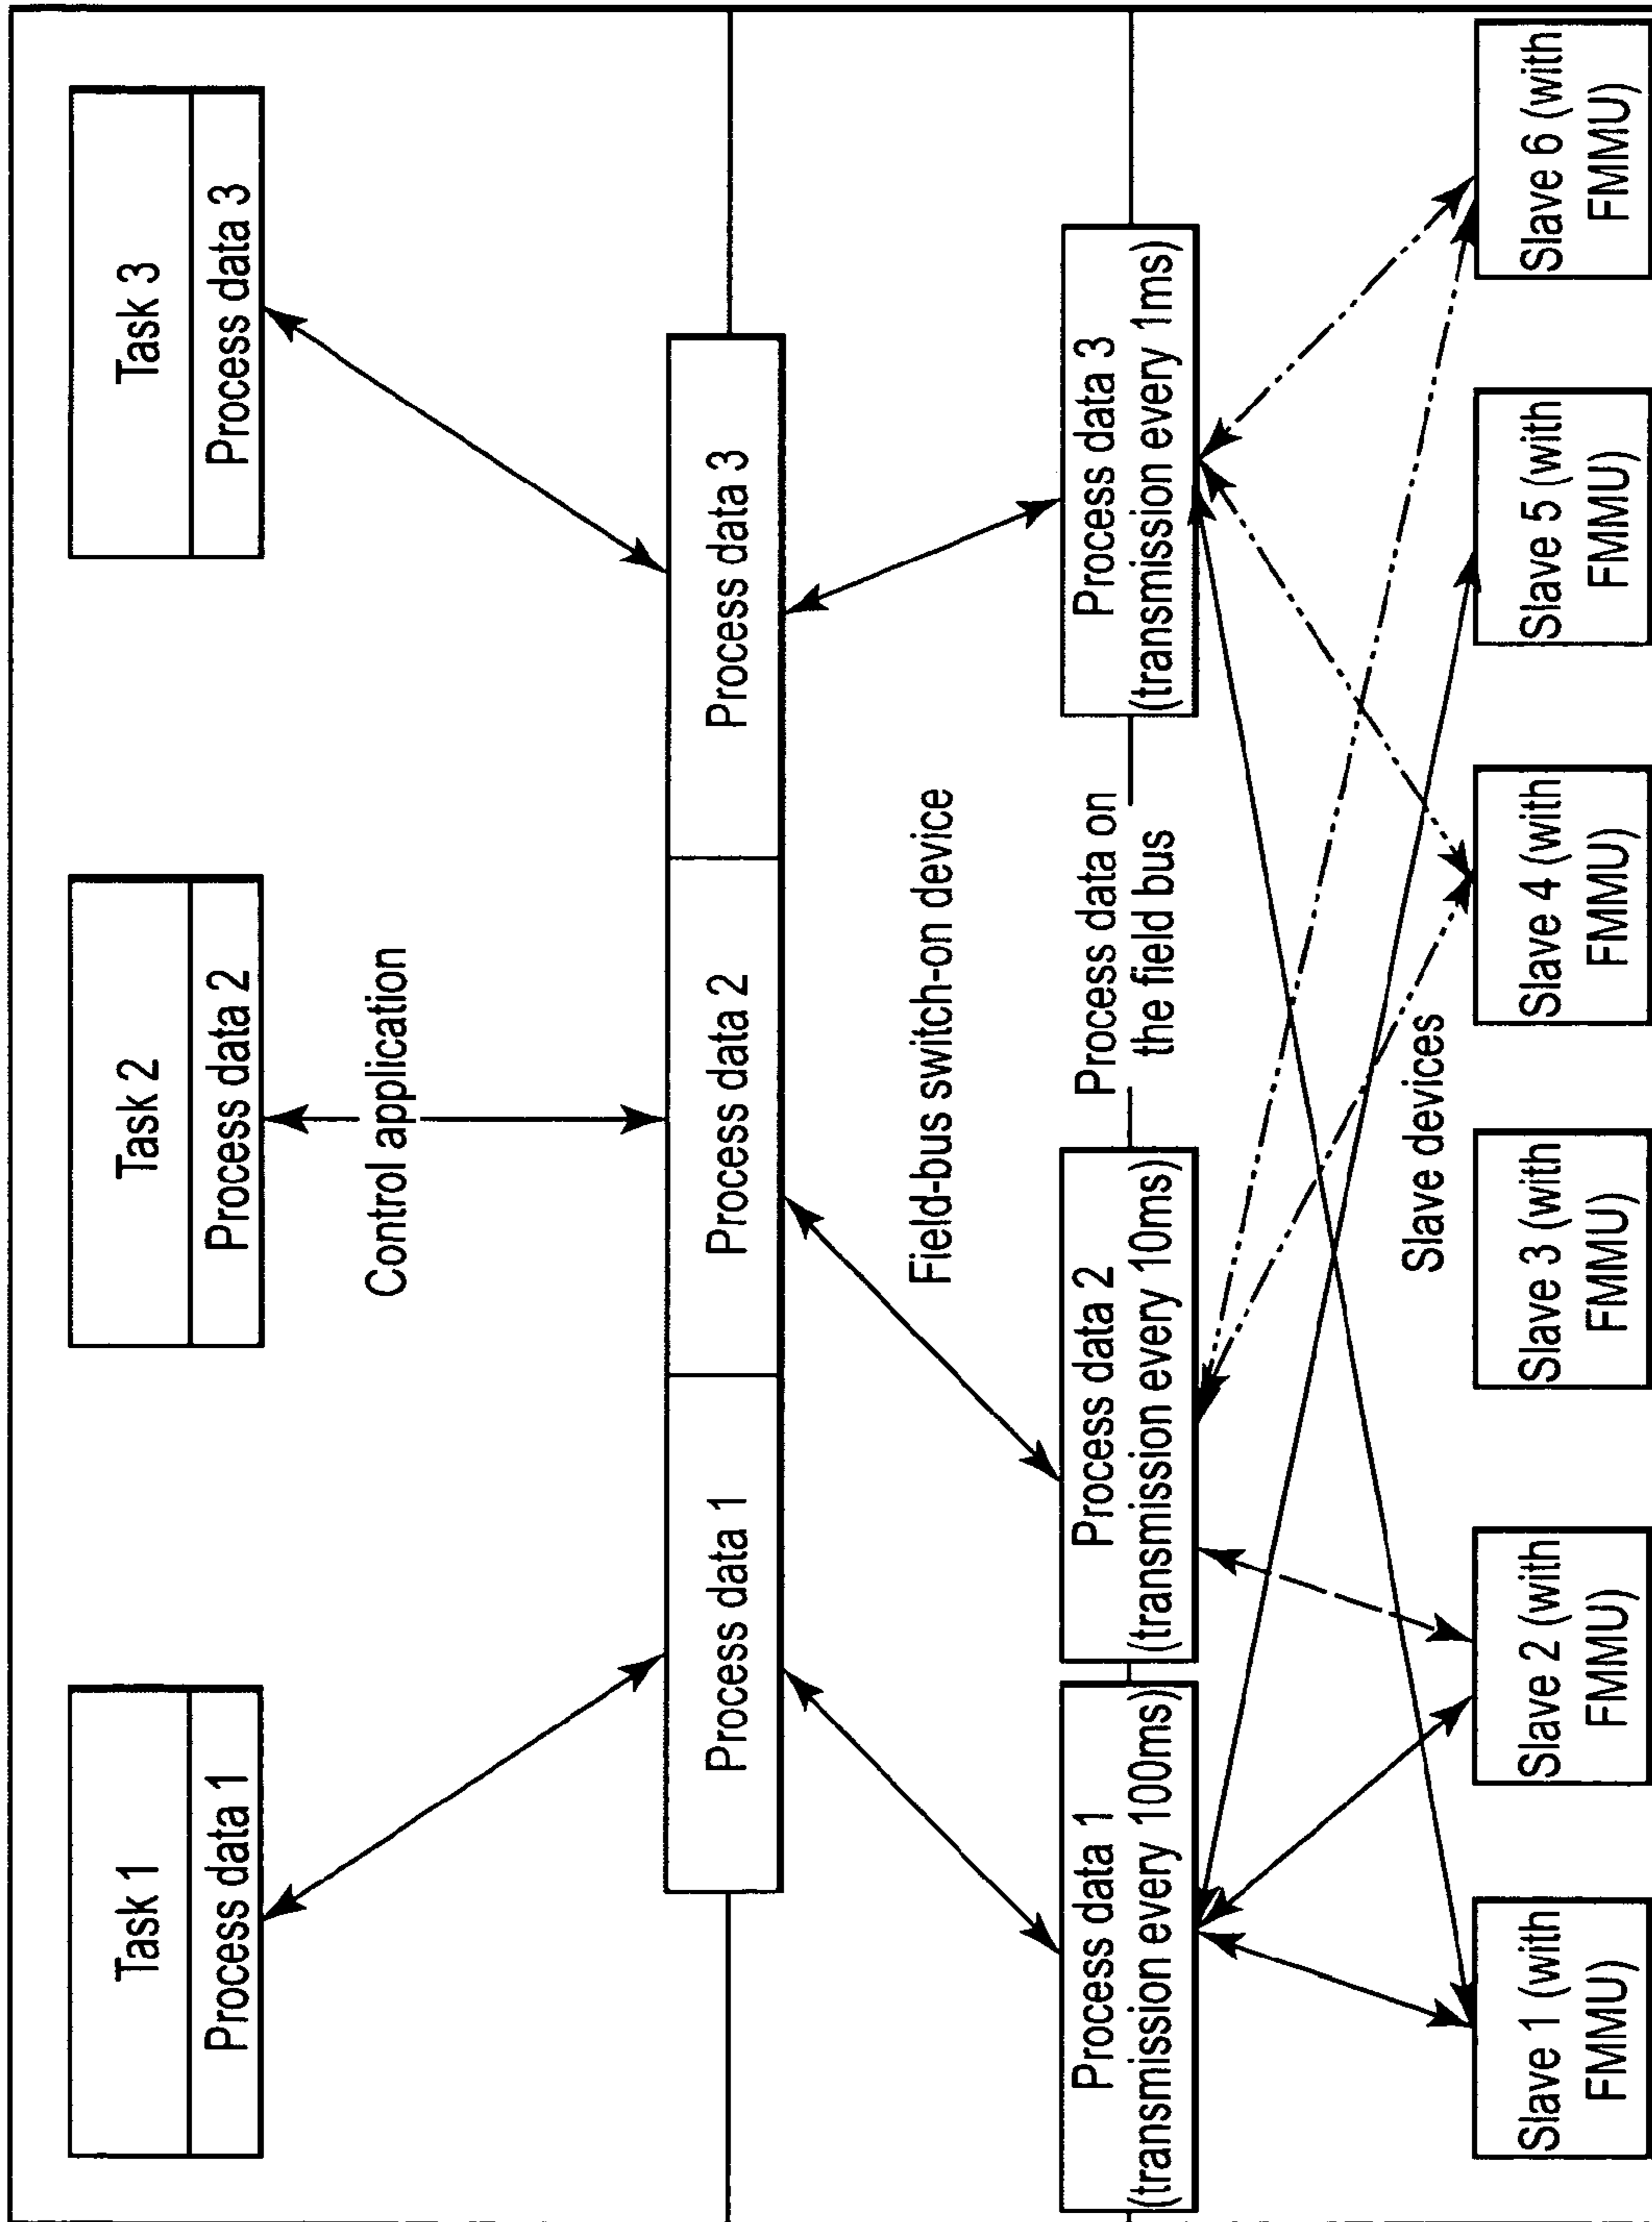 Task 1
Process data 1
Task 2
Process data 2
Task 3
Process data 3
Control application
Process data 1
Process data 2
Process data 3
Field-bus switch-on device
Process data 1
(transmission every 100ms)
Process data 2
(transmission every 10ms)
Process data on
the field bus
Process data 3
(transmission every 1ms)
Slave devices
Slave 1 (with
FMMU)
Slave 2 (with
FMMU)
Slave 3 (with
FMMU)
Slave 4 (with
FMMU)
Slave 5 (with
FMMU)
Slave 6 (with
FMMU)